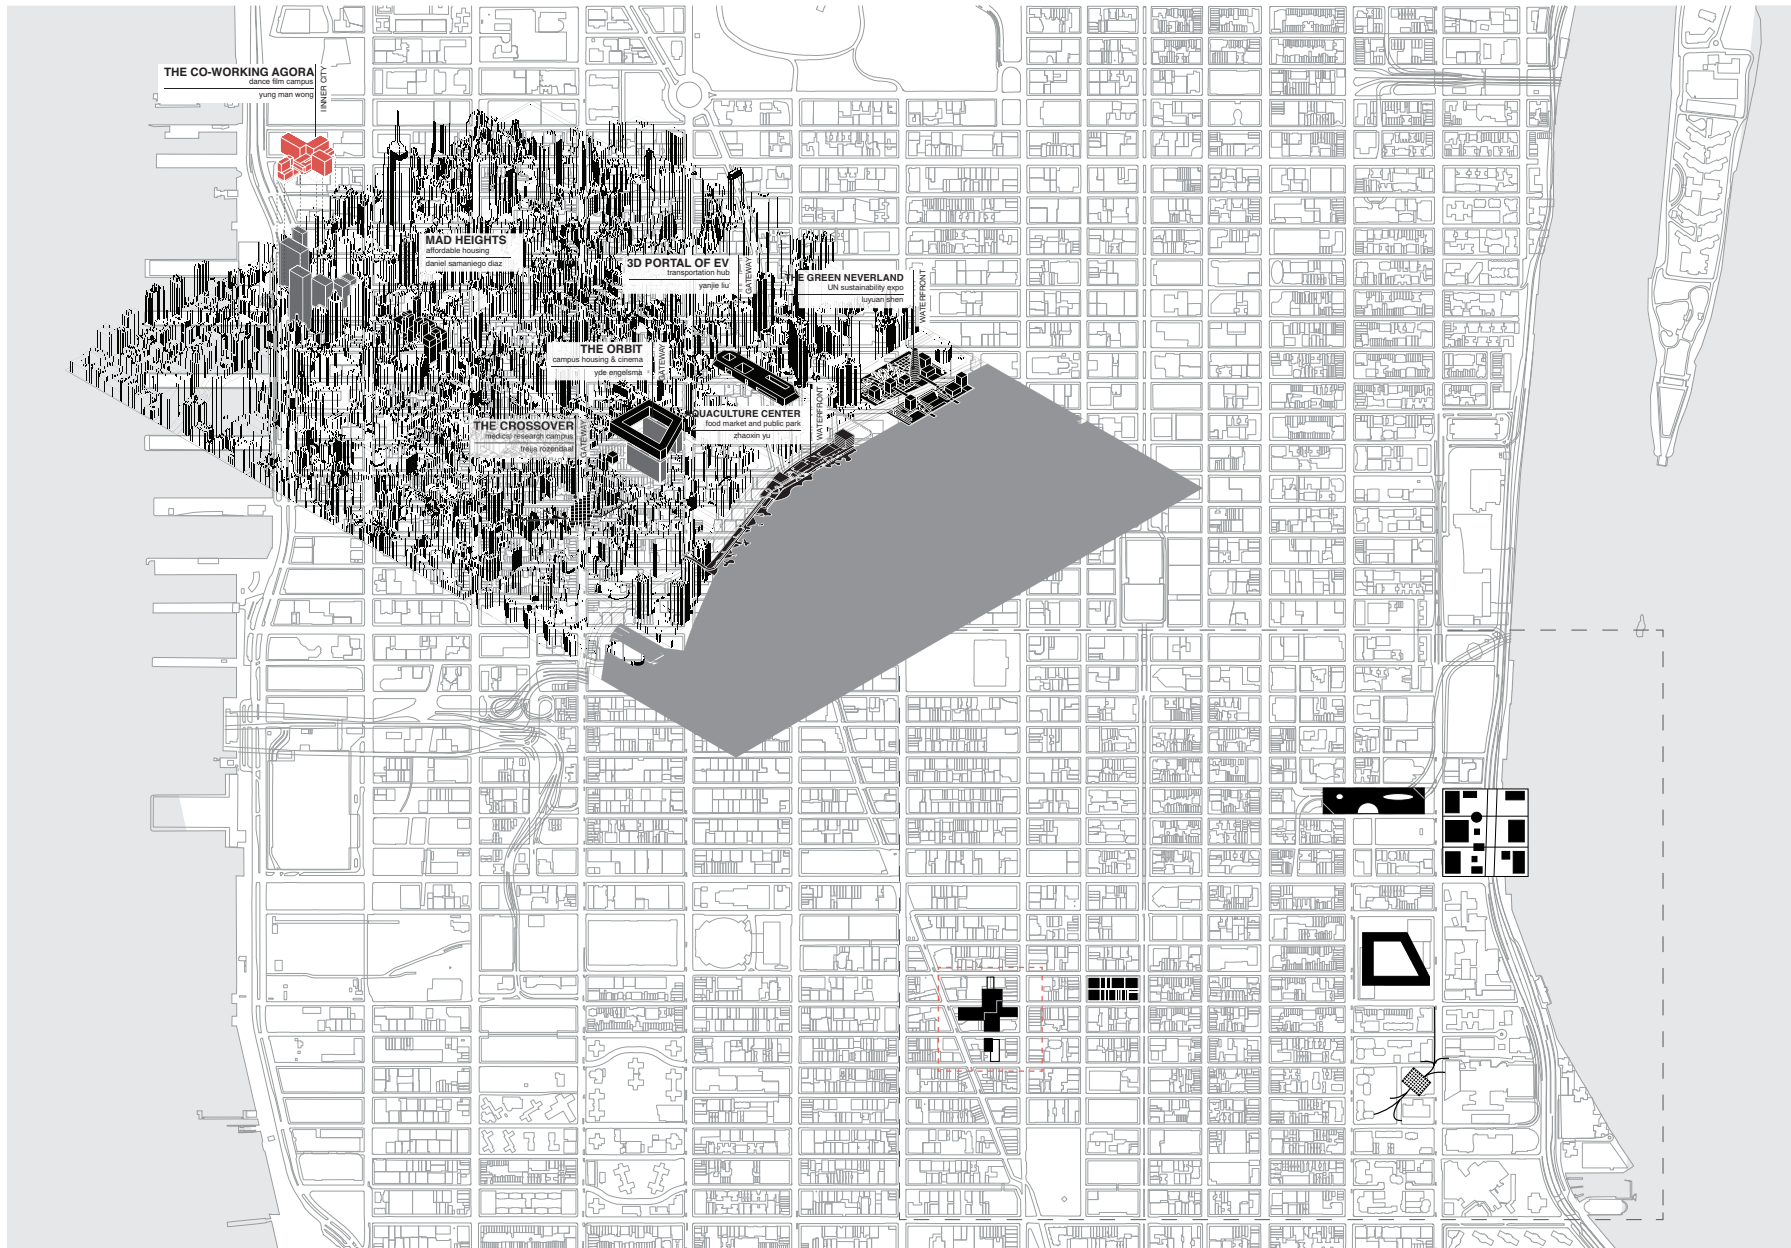 THE CO-WORKING AGORA
dance film campus
yung man wong
INNER CITY
MAD HEIGHTS
affordable housing
daniel samaniego diaz
3D PORTAL OF EV
transportation hub
yanjie liu
GATEWAY
THE GREEN NEVERLAND
UN sustainability expo
luyuan shen
WATERFRONT
THE ORBIT
campus housing & cinema
yde engelsma
GATEWAY
QUACULTURE CENTER
food market and public park
zhaoxin yu
WATERFRONT
THE CROSSOVER
medical research campus
treija rozendaal
GATEWAY